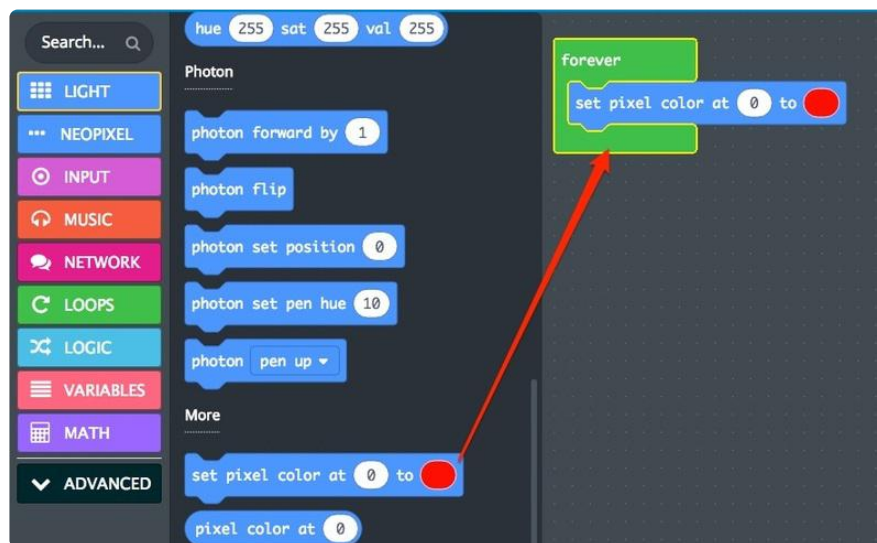 Search...
LIGHT
NEOPIXEL
INPUT
MUSIC
NETWORK
LOOPS
LOGIC
VARIABLES
MATH
ADVANCED
hue 255 sat 255 val 255
Photon
photon forward by 1
photon flip
photon set position 0
photon set pen hue 10
photon pen up
More
set pixel color at 0 to
pixel color at 0
forever
set pixel color at 0 to